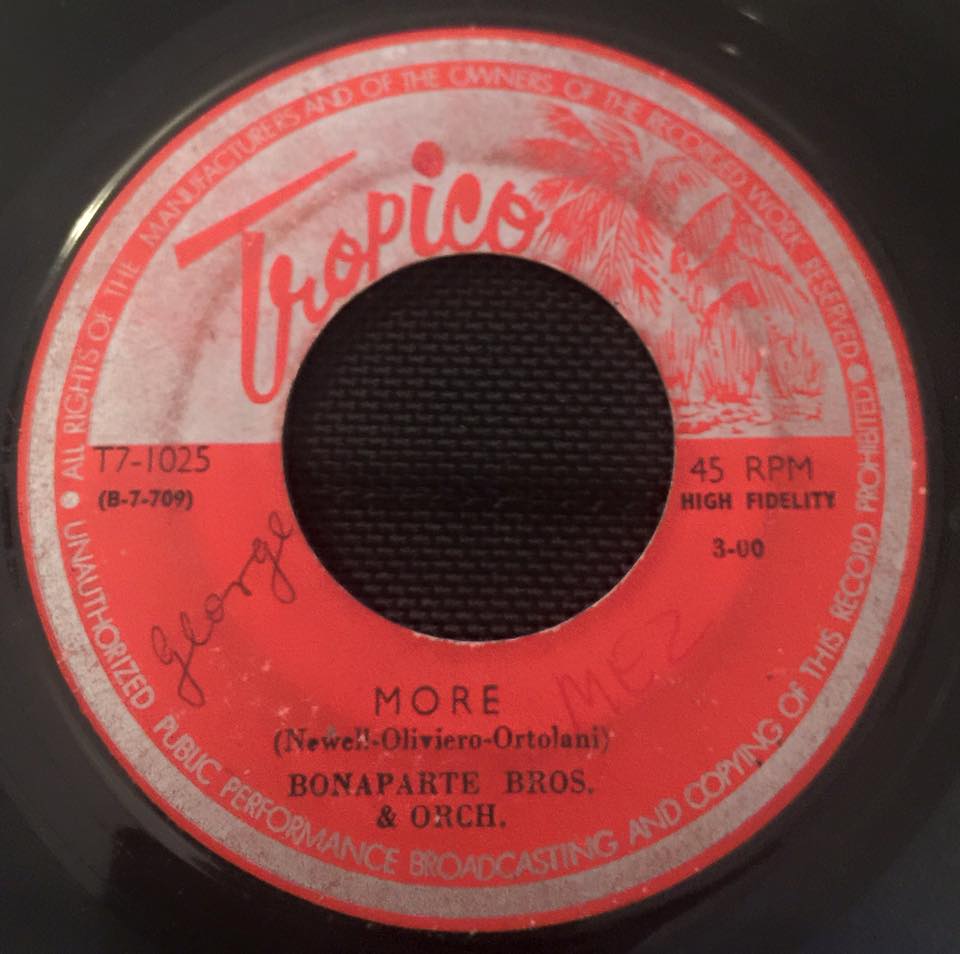 ALL RIGHTS OF THE MANUFACTURERS AND OF THE OWNERS OF THE RECORDED WORK RESERVED
Tropico
T7-1025
(B-7-709)
45 RPM
HIGH FIDELITY
3-00
George
MEZ
MORE
(Newell-Oliviero-Ortolani)
BONAPARTE BROS.
& ORCH.
UNAUTHORIZED PUBLIC PERFORMANCE BROADCASTING AND COPYING OF THIS RECORD PROHIBITED